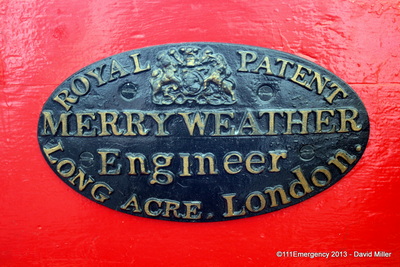 ROYAL PATENT
MERRYWEATHER
Engineer
LONG ACRE. London.
©111Emergency 2013 - David Miller